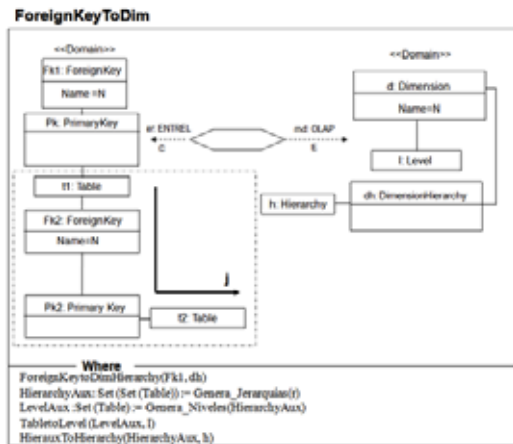 ForeignKeyToDim
<<Domain>>
Fk1: ForeignKey
Name =N
Pk: PrimaryKey
t1: Table
Fk2: ForeignKey
Name=N
Pk2: Primary Key
t2: Table
j
er: ENTREL
C
md: OLAP
E
<<Domain>>
d: Dimension
Name=N
l: Level
h: Hierarchy
dh: DimensionHierarchy
Where
ForeignKeytoDimHierarchy(Fk1, dh)
HierarchyAux: Set (Set (Table)) := Genera_Jerarquias(r)
LevelAux :Set (Table) := Genera_Niveles(HierarchyAux)
TabletoLevel (LevelAux, l)
HierauxToHierarchy(HierarchyAux, h)